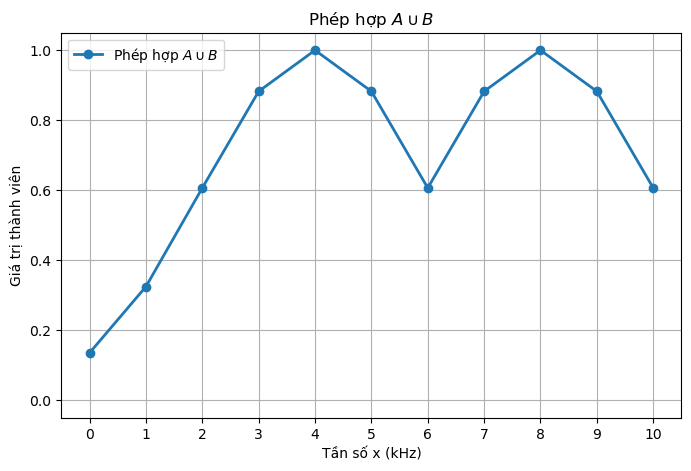 Phép hợp A ∪ B
Phép hợp A ∪ B
Giá trị thành viên
1.0
0.8
0.6
0.4
0.2
0.0
0 1 2 3 4 5 6 7 8 9 10
Tần số x (kHz)